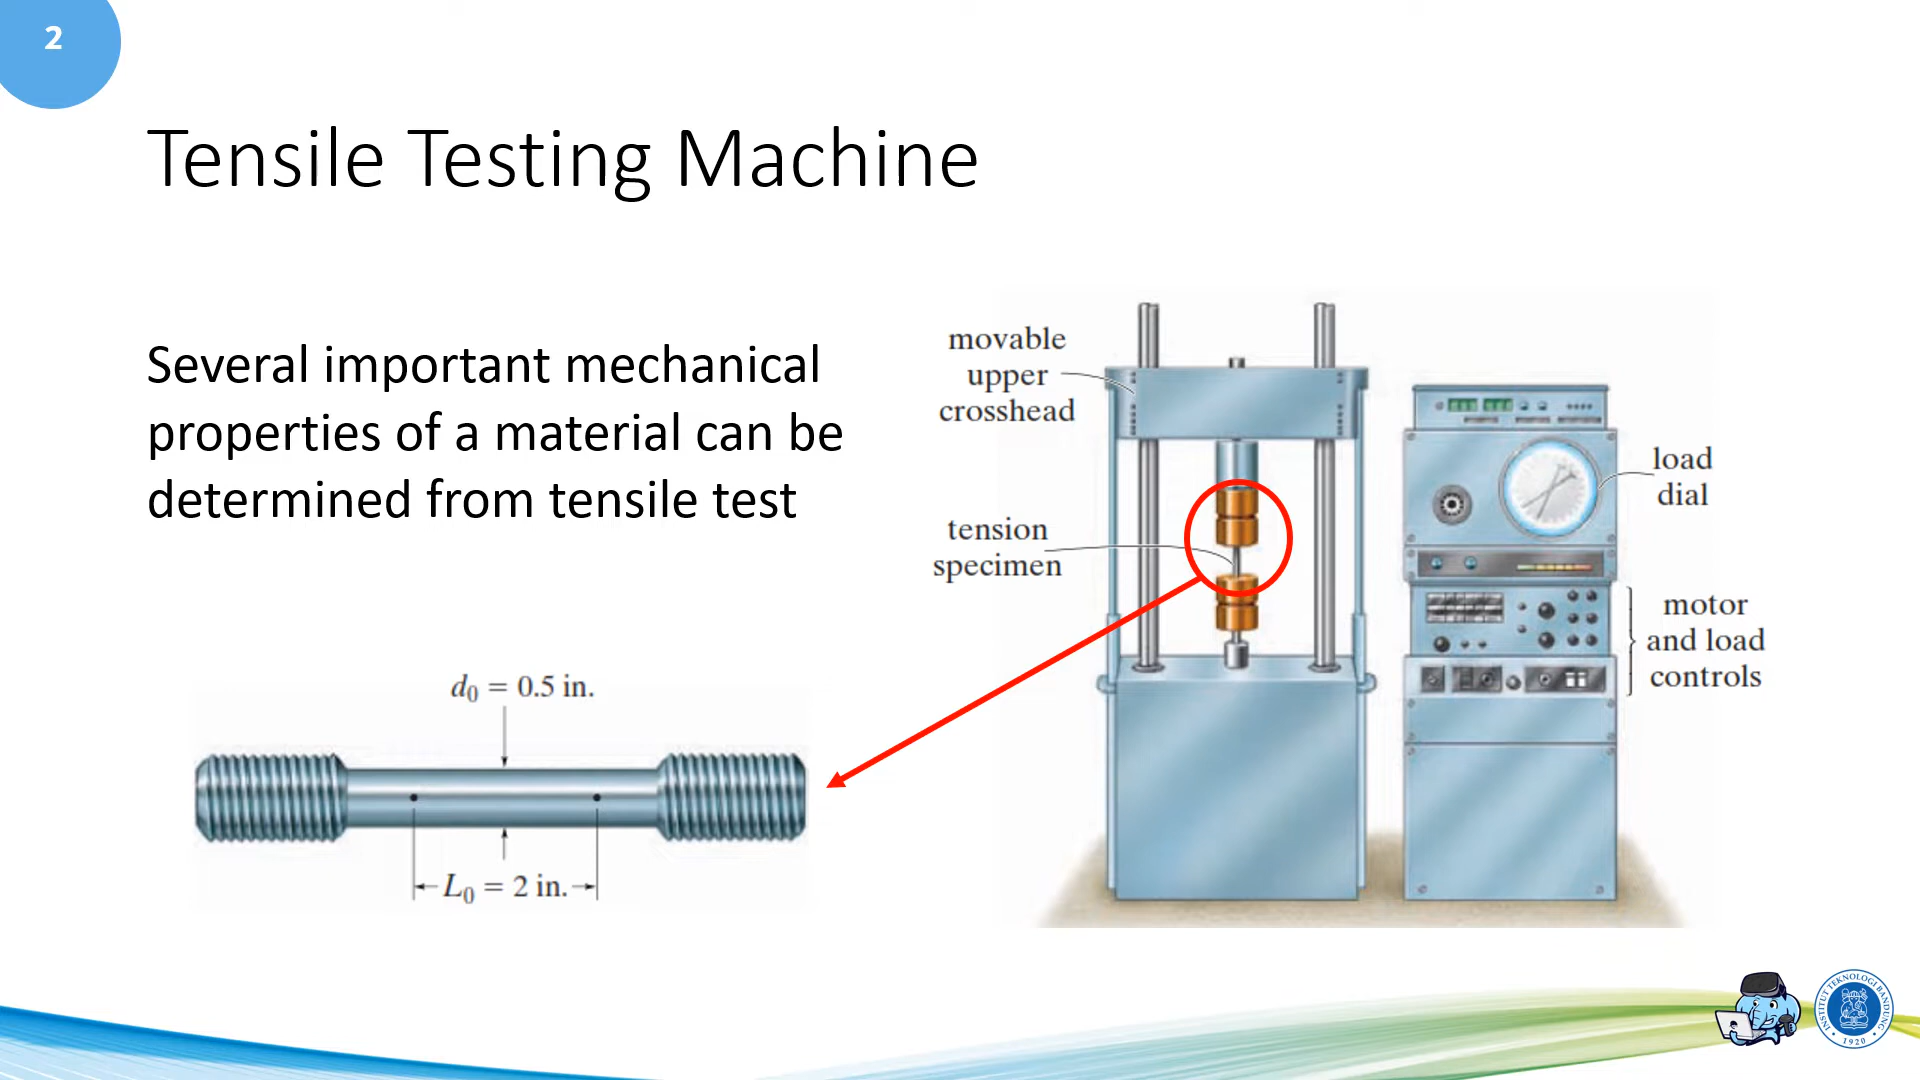 2
Tensile Testing Machine
Several important mechanical
properties of a material can be
determined from tensile test
movable
upper
crosshead
tension
specimen
load
dial
motor
and load
controls
d₀ = 0.5 in.
L₀ = 2 in.
INSTITUT TEKNOLOGI BANDUNG
1920